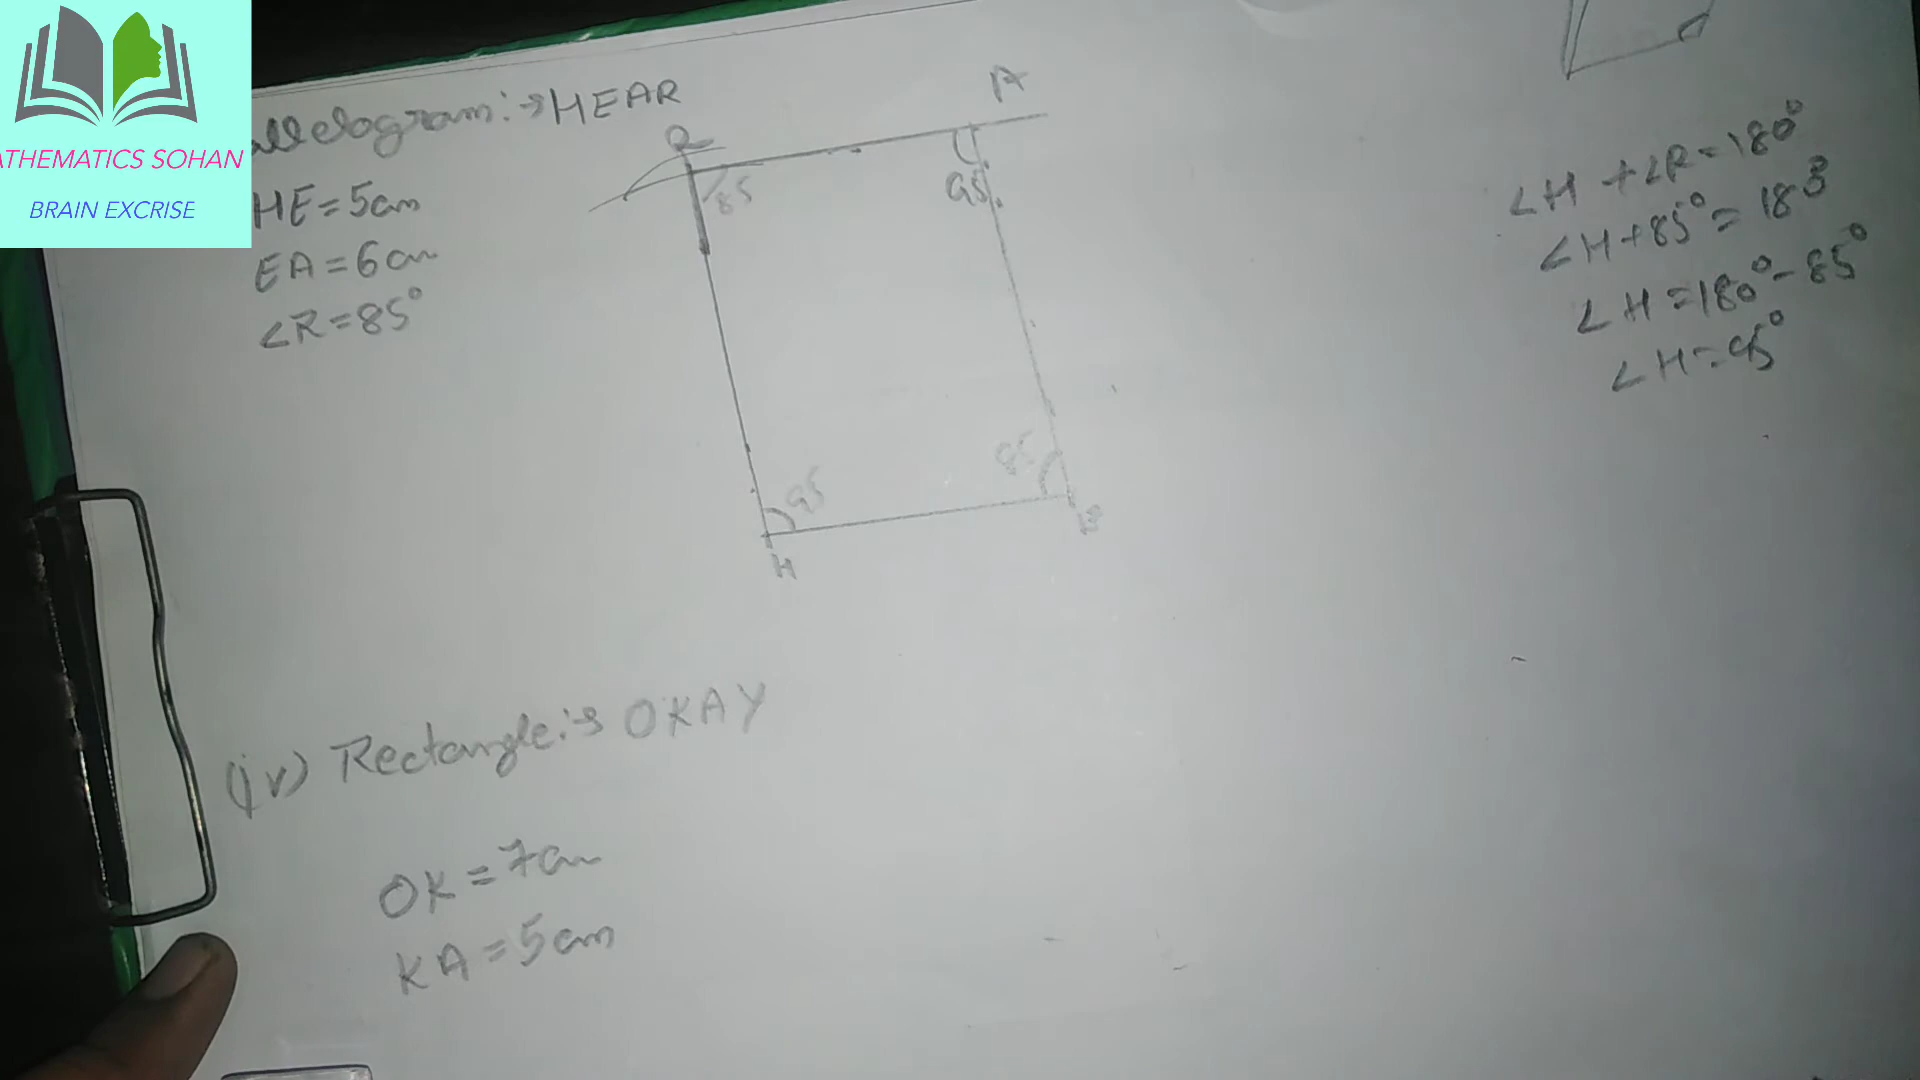 ATHEMATICS SOHAN
BRAIN EXCRISE
allelogram:→HEAR
HE=5cm
EA=6cm
∠R=85°
R
A
85
95
95
85
H
E
∠H+∠R=180°
∠H+85°=180
∠H=180°-85°
∠H=95°
(iv) Rectangle:→ OKAY
OK=7cm
KA=5cm